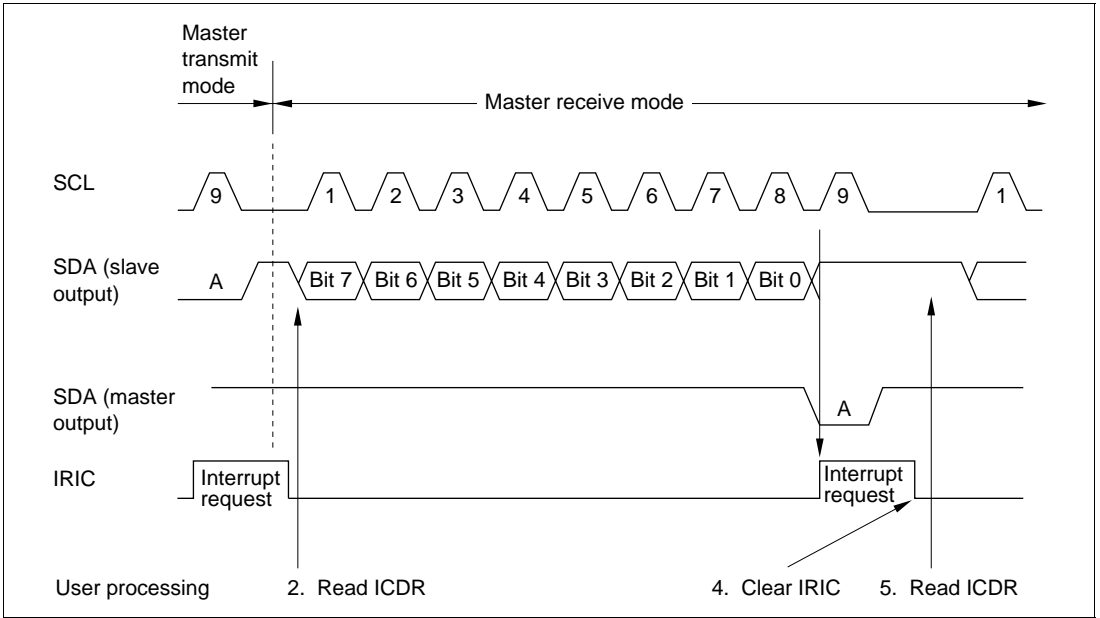 Master
transmit
mode
Master receive mode
SCL
9 1 2 3 4 5 6 7 8 9 1
SDA (slave
output)
A Bit 7 Bit 6 Bit 5 Bit 4 Bit 3 Bit 2 Bit 1 Bit 0
SDA (master
output)
A
IRIC
Interrupt
request
Interrupt
request
User processing
2. Read ICDR
4. Clear IRIC
5. Read ICDR